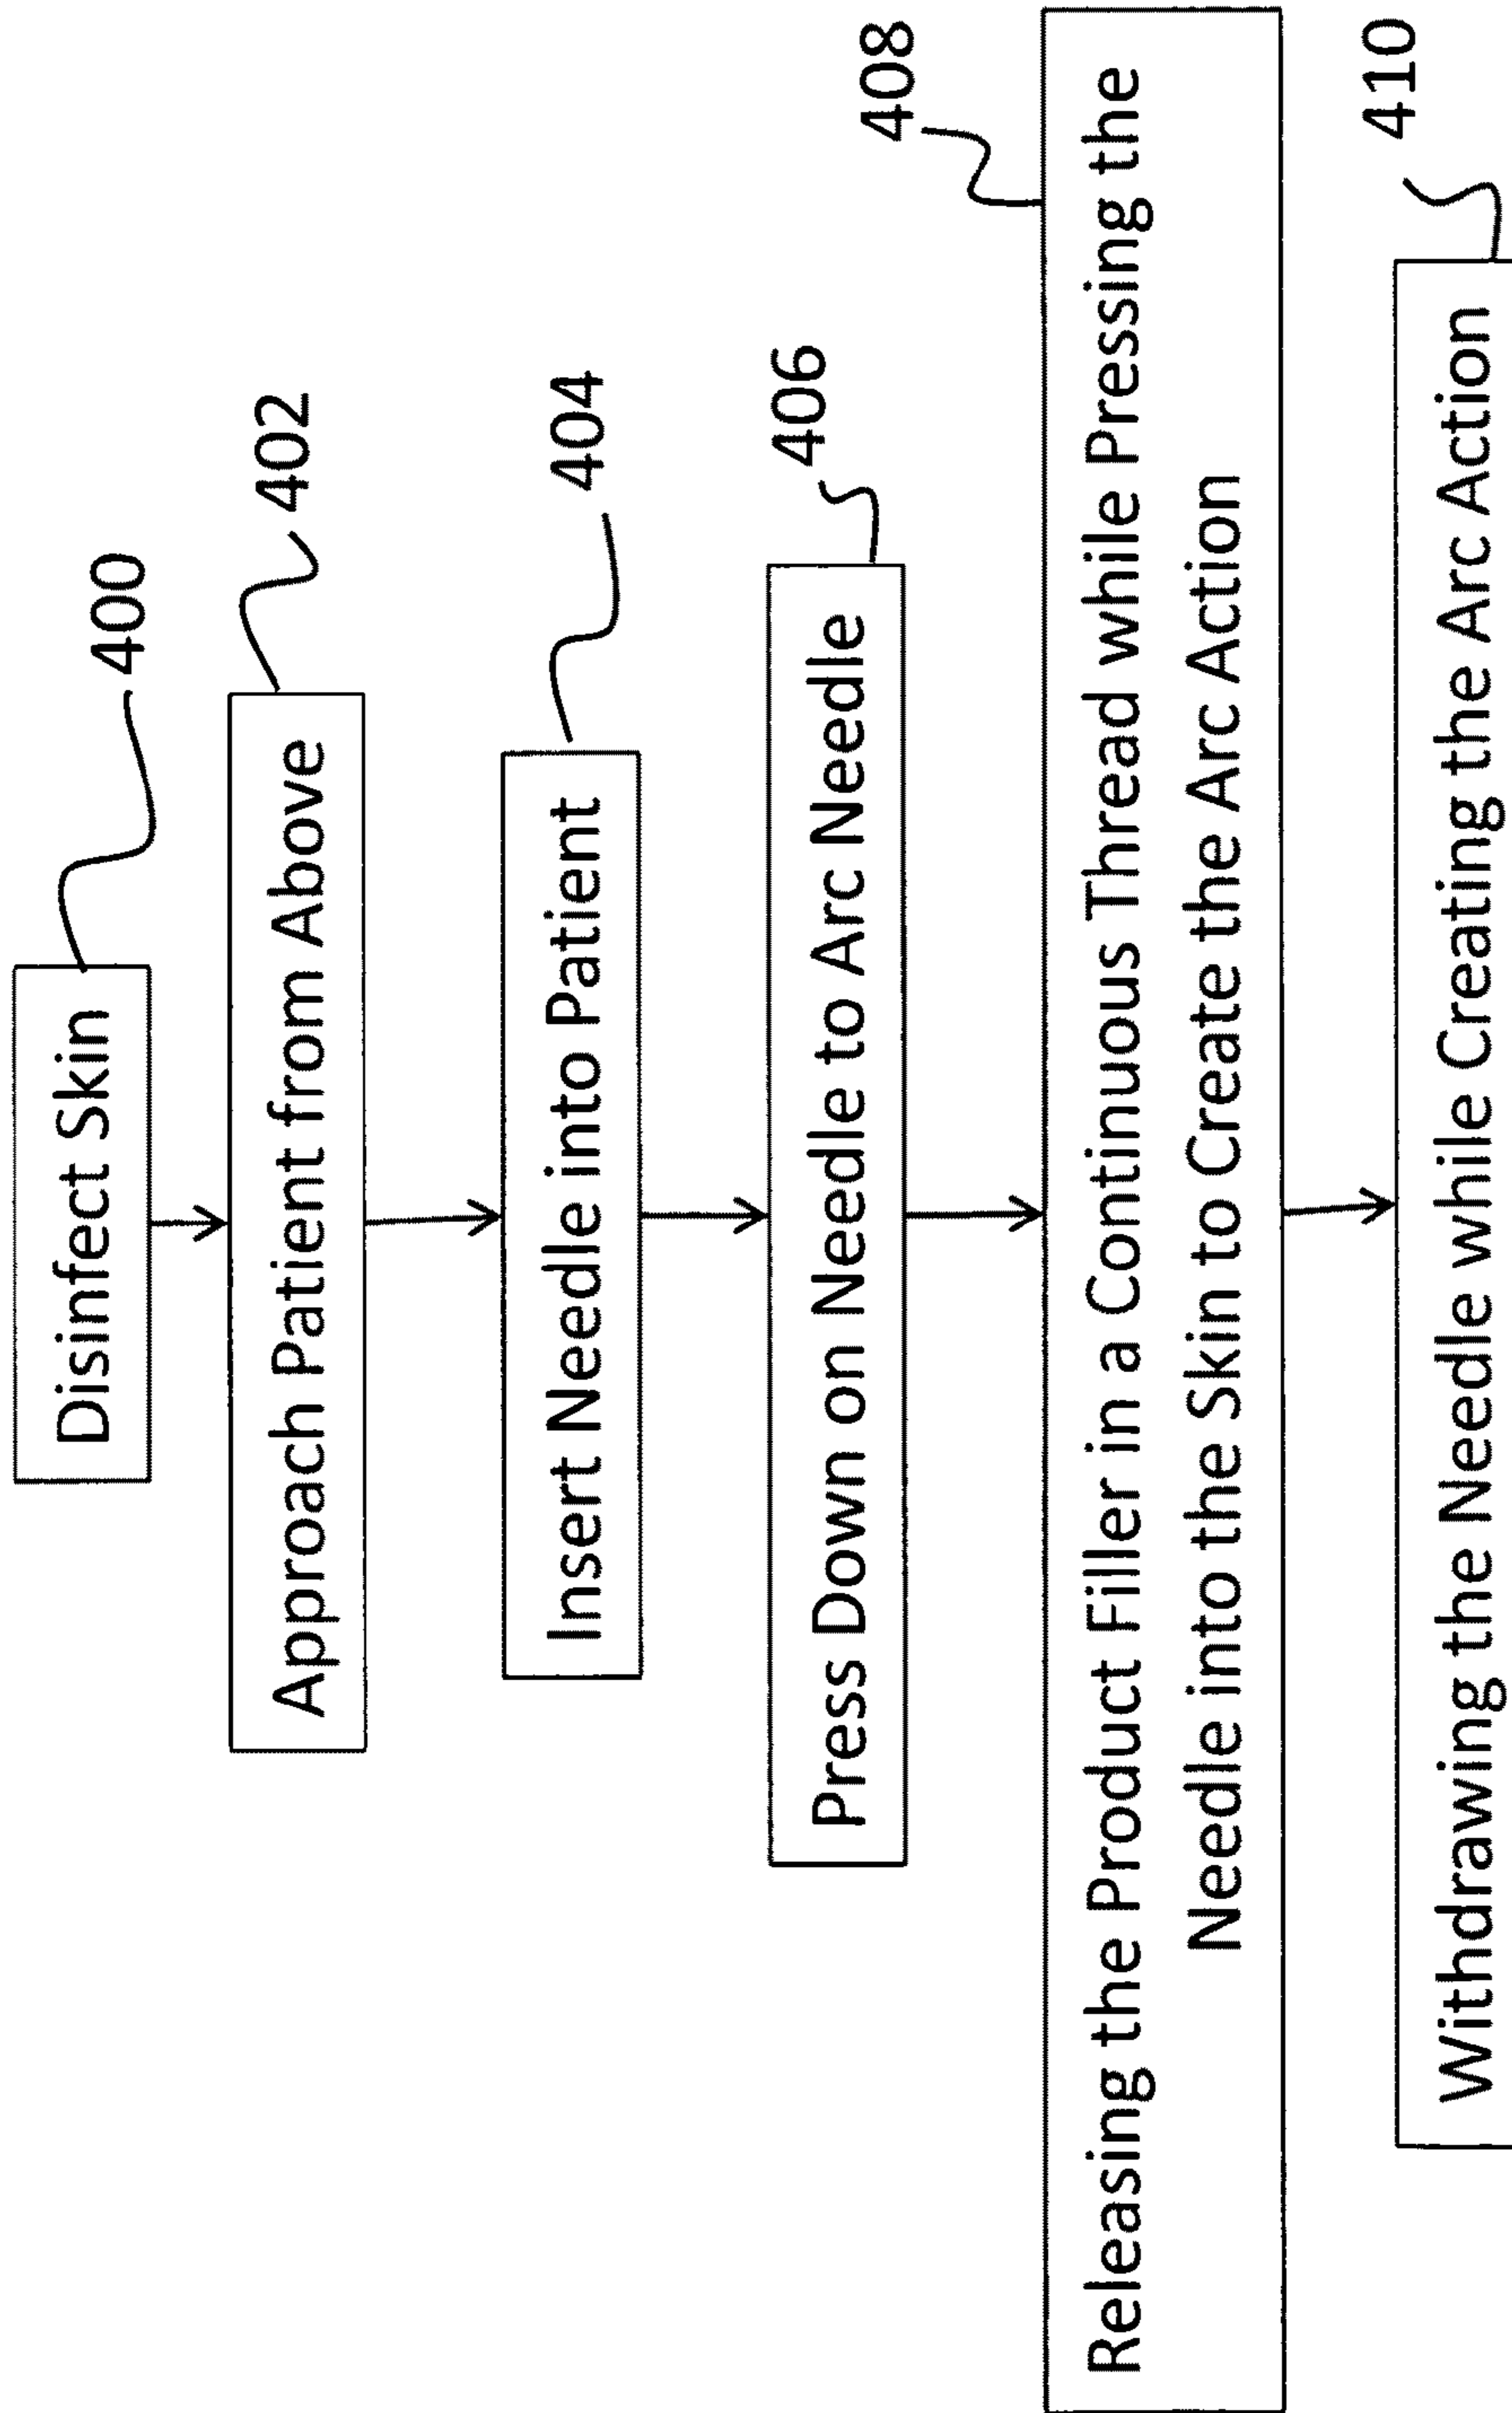 Disinfect Skin
400
Approach Patient from Above
402
Insert Needle into Patient
404
Press Down on Needle to Arc Needle
406
408
Releasing the Product Filler in a Continuous Thread while Pressing the
Needle into the Skin to Create the Arc Action
410
Withdrawing the Needle while Creating the Arc Action